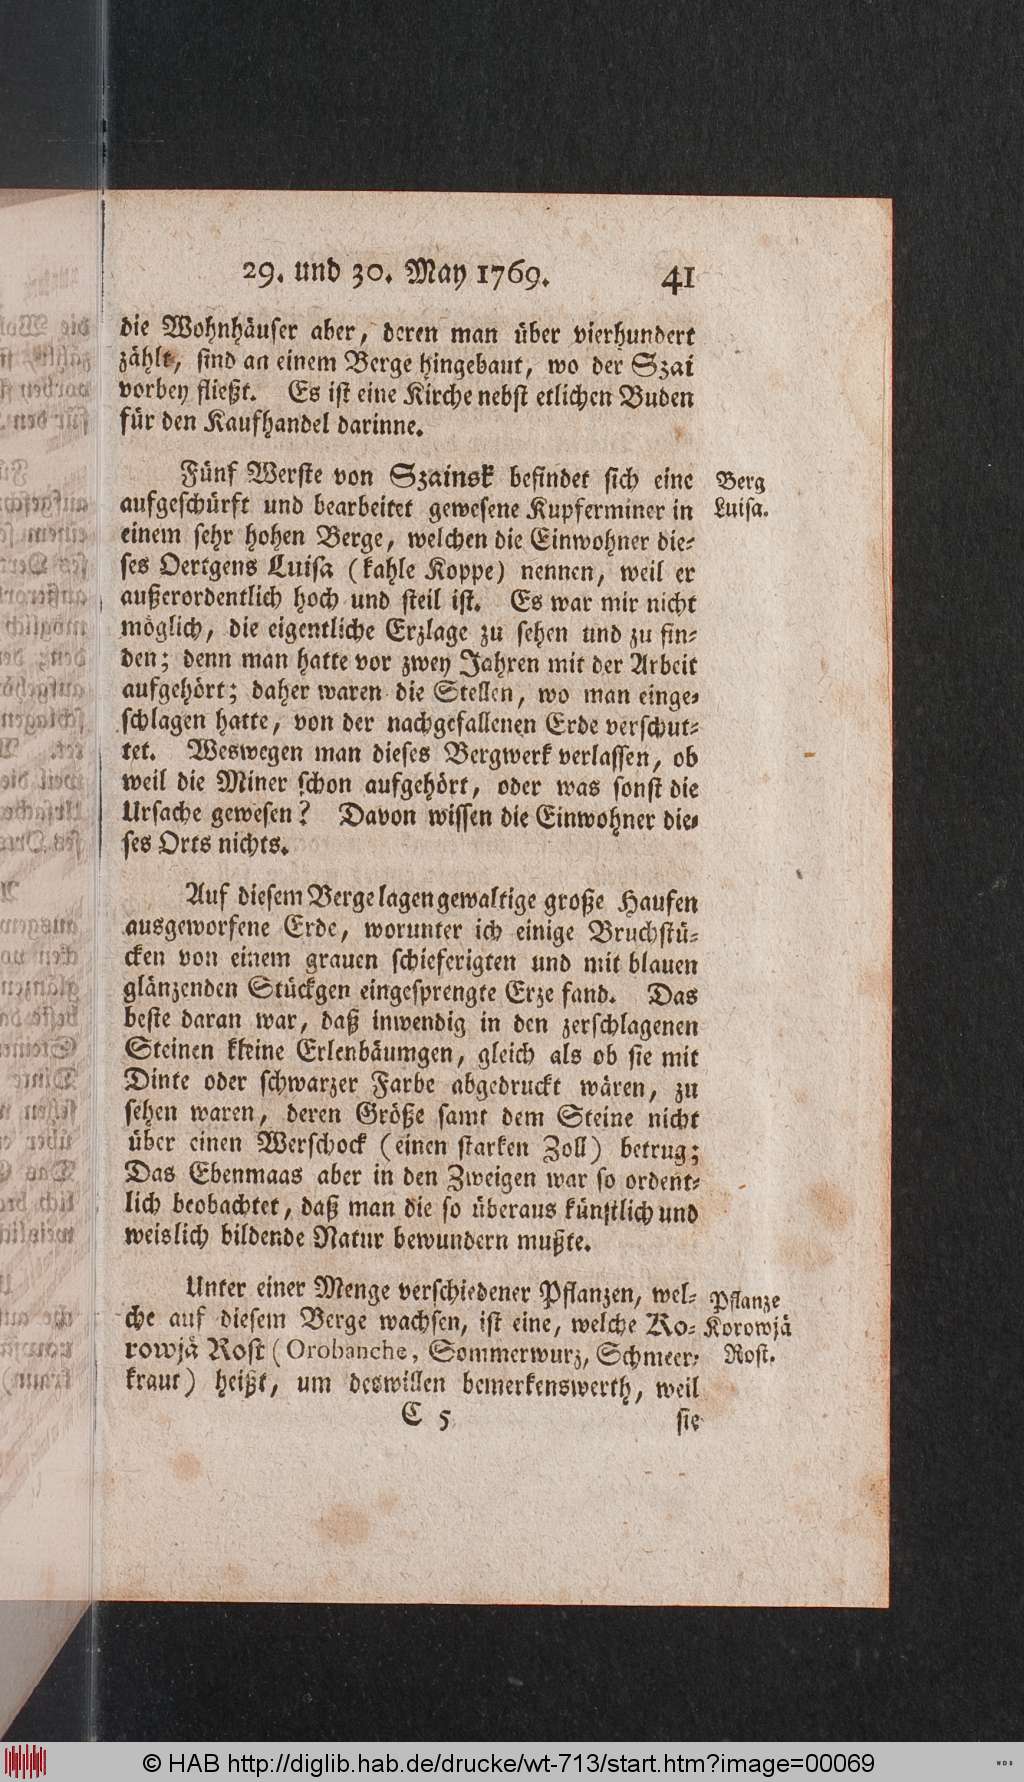 29. und 30. May 1769. 41
die Wohnhäuser aber, deren man über vierhundert
zählt, sind an einem Berge hingebaut, wo der Szai
vorbey fließt. Es ist eine Kirche nebst etlichen Buden
für den Kaufhandel darinne.
Fünf Werste von Szainsk befindet sich eine
aufgeschürft und bearbeitet gewesene Kupferminer in
einem sehr hohen Berge, welchen die Einwohner die-
ses Oertgens Luisa (kahle Koppe) nennen, weil er
außerordentlich hoch und steil ist. Es war mir nicht
möglich, die eigentliche Erzlage zu sehen und zu fin-
den; denn man hatte vor zwey Jahren mit der Arbeit
aufgehört; daher waren die Stellen, wo man einge-
schlagen hatte, von der nachgefallenen Erde verschut-
tet. Weswegen man dieses Bergwerk verlassen, ob
weil die Miner schon aufgehört, oder was sonst die
Ursache gewesen? Davon wissen die Einwohner die-
ses Orts nichts.
Berg
Luisa.
Auf diesem Berge lagen gewaltige große Haufen
ausgeworfene Erde, worunter ich einige Bruchstü-
cken von einem grauen schieferigten und mit blauen
glänzenden Stückgen eingesprengte Erze fand. Das
beste daran war, daß inwendig in den zerschlagenen
Steinen kleine Erlenbäumgen, gleich als ob sie mit
Dinte oder schwarzer Farbe abgedruckt wären, zu
sehen waren, deren Größe samt dem Steine nicht
über einen Werschock (einen starken Zoll) betrug;
Das Ebenmaas aber in den Zweigen war so ordent-
lich beobachtet, daß man die so überaus künstlich und
weislich bildende Natur bewundern mußte.
Unter einer Menge verschiedener Pflanzen, wel-
che auf diesem Berge wachsen, ist eine, welche Ko-
rowjä Rost (Orobanche, Sommerwurz, Schmeer-
kraut) heißt, um deswillen bemerkenswerth, weil
Pflanze
Korowjä
Rost.
C 5 sie
© HAB http://diglib.hab.de/drucke/wt-713/start.htm?image=00069